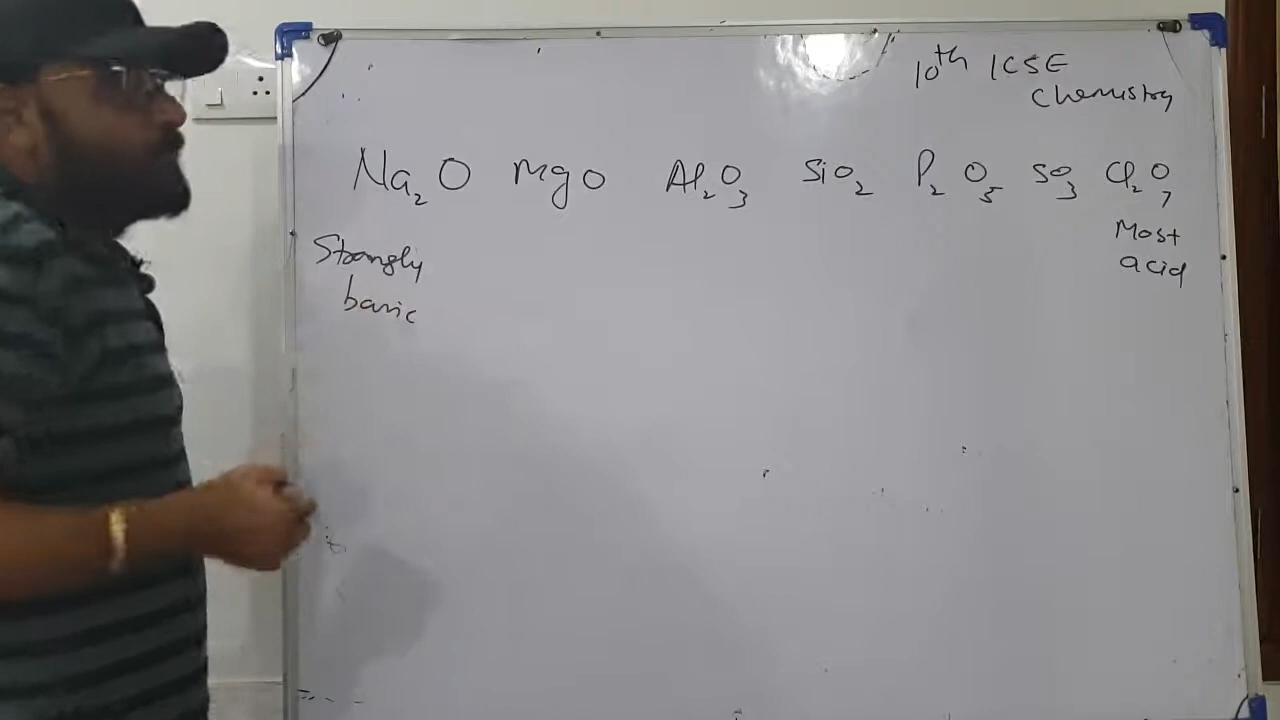 10th ICSE
Chemistry
Na₂O MgO Al₂O₃ SiO₂ P₂O₅ SO₃ Cl₂O₇
Strongly
basic
Most
acid